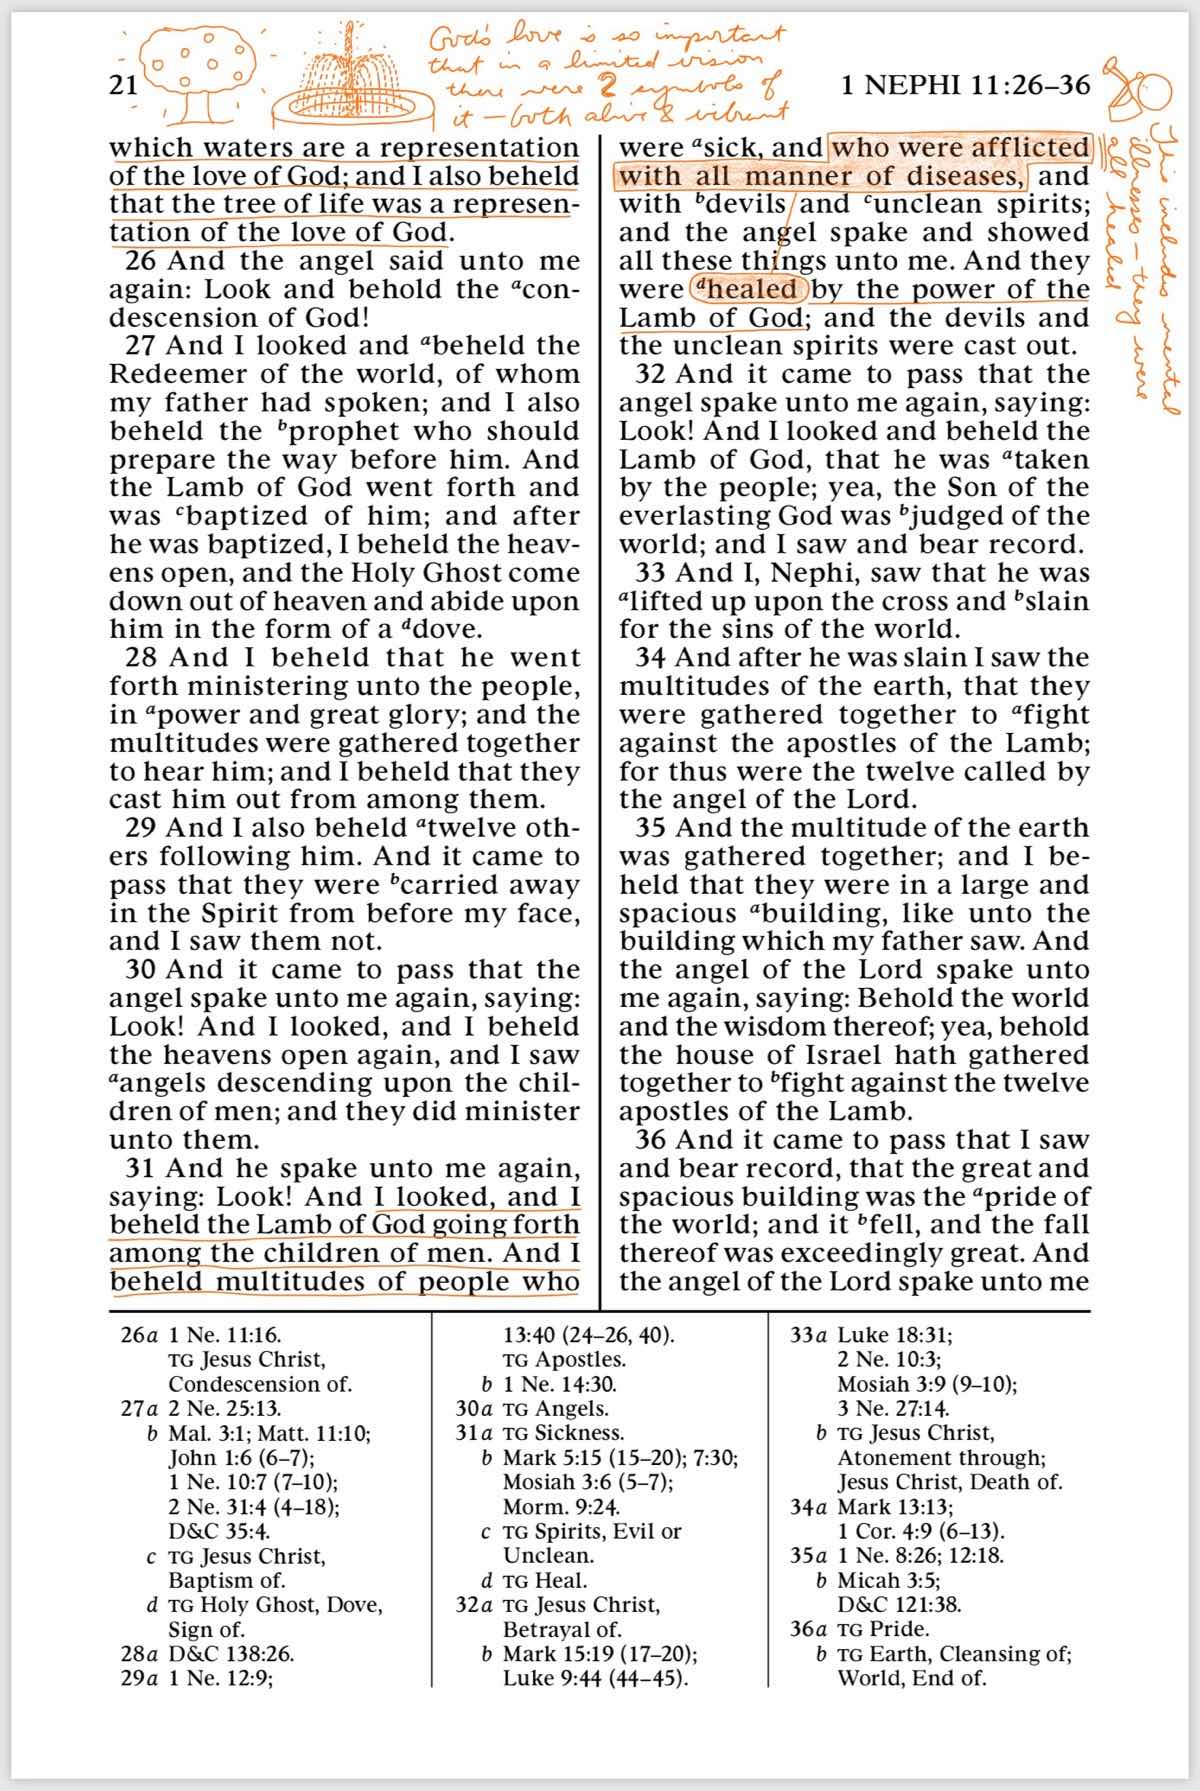 God's love is so important
that in a limited vision
there were 2 symbols of
it – both alive & vibrant
21
1 NEPHI 11:26–36
which waters are a representation
of the love of God; and I also beheld
that the tree of life was a represen-
tation of the love of God.
26 And the angel said unto me
again: Look and behold the acon-
descension of God!
27 And I looked and abeheld the
Redeemer of the world, of whom
my father had spoken; and I also
beheld the bprophet who should
prepare the way before him. And
the Lamb of God went forth and
was cbaptized of him; and after
he was baptized, I beheld the heav-
ens open, and the Holy Ghost come
down out of heaven and abide upon
him in the form of a ddove.
28 And I beheld that he went
forth ministering unto the people,
in apower and great glory; and the
multitudes were gathered together
to hear him; and I beheld that they
cast him out from among them.
29 And I also beheld atwelve oth-
ers following him. And it came to
pass that they were bcarried away
in the Spirit from before my face,
and I saw them not.
30 And it came to pass that the
angel spake unto me again, saying:
Look! And I looked, and I beheld
the heavens open again, and I saw
aangels descending upon the chil-
dren of men; and they did minister
unto them.
31 And he spake unto me again,
saying: Look! And I looked, and I
beheld the Lamb of God going forth
among the children of men. And I
beheld multitudes of people who
were asick, and who were afflicted
with all manner of diseases, and
with bdevils and cunclean spirits;
and the angel spake and showed
all these things unto me. And they
were dhealed by the power of the
Lamb of God; and the devils and
the unclean spirits were cast out.
32 And it came to pass that the
angel spake unto me again, saying:
Look! And I looked and beheld the
Lamb of God, that he was ataken
by the people; yea, the Son of the
everlasting God was bjudged of the
world; and I saw and bear record.
33 And I, Nephi, saw that he was
alifted up upon the cross and bslain
for the sins of the world.
34 And after he was slain I saw the
multitudes of the earth, that they
were gathered together to afight
against the apostles of the Lamb;
for thus were the twelve called by
the angel of the Lord.
35 And the multitude of the earth
was gathered together; and I be-
held that they were in a large and
spacious abuilding, like unto the
building which my father saw. And
the angel of the Lord spake unto
me again, saying: Behold the world
and the wisdom thereof; yea, behold
the house of Israel hath gathered
together to bfight against the twelve
apostles of the Lamb.
36 And it came to pass that I saw
and bear record, that the great and
spacious building was the apride of
the world; and it bfell, and the fall
thereof was exceedingly great. And
the angel of the Lord spake unto me
This includes mental
illnesses – they were
all healed
26a 1 Ne. 11:16.
TG Jesus Christ,
Condescension of.
27a 2 Ne. 25:13.
b Mal. 3:1; Matt. 11:10;
John 1:6 (6–7);
1 Ne. 10:7 (7–10);
2 Ne. 31:4 (4–18);
D&C 35:4.
c TG Jesus Christ,
Baptism of.
d TG Holy Ghost, Dove,
Sign of.
28a D&C 138:26.
29a 1 Ne. 12:9;
13:40 (24–26, 40).
TG Apostles.
b 1 Ne. 14:30.
30a TG Angels.
31a TG Sickness.
b Mark 5:15 (15–20); 7:30;
Mosiah 3:6 (5–7);
Morm. 9:24.
c TG Spirits, Evil or
Unclean.
d TG Heal.
32a TG Jesus Christ,
Betrayal of.
b Mark 15:19 (17–20);
Luke 9:44 (44–45).
33a Luke 18:31;
2 Ne. 10:3;
Mosiah 3:9 (9–10);
3 Ne. 27:14.
b TG Jesus Christ,
Atonement through;
Jesus Christ, Death of.
34a Mark 13:13;
1 Cor. 4:9 (6–13).
35a 1 Ne. 8:26; 12:18.
b Micah 3:5;
D&C 121:38.
36a TG Pride.
b TG Earth, Cleansing of;
World, End of.